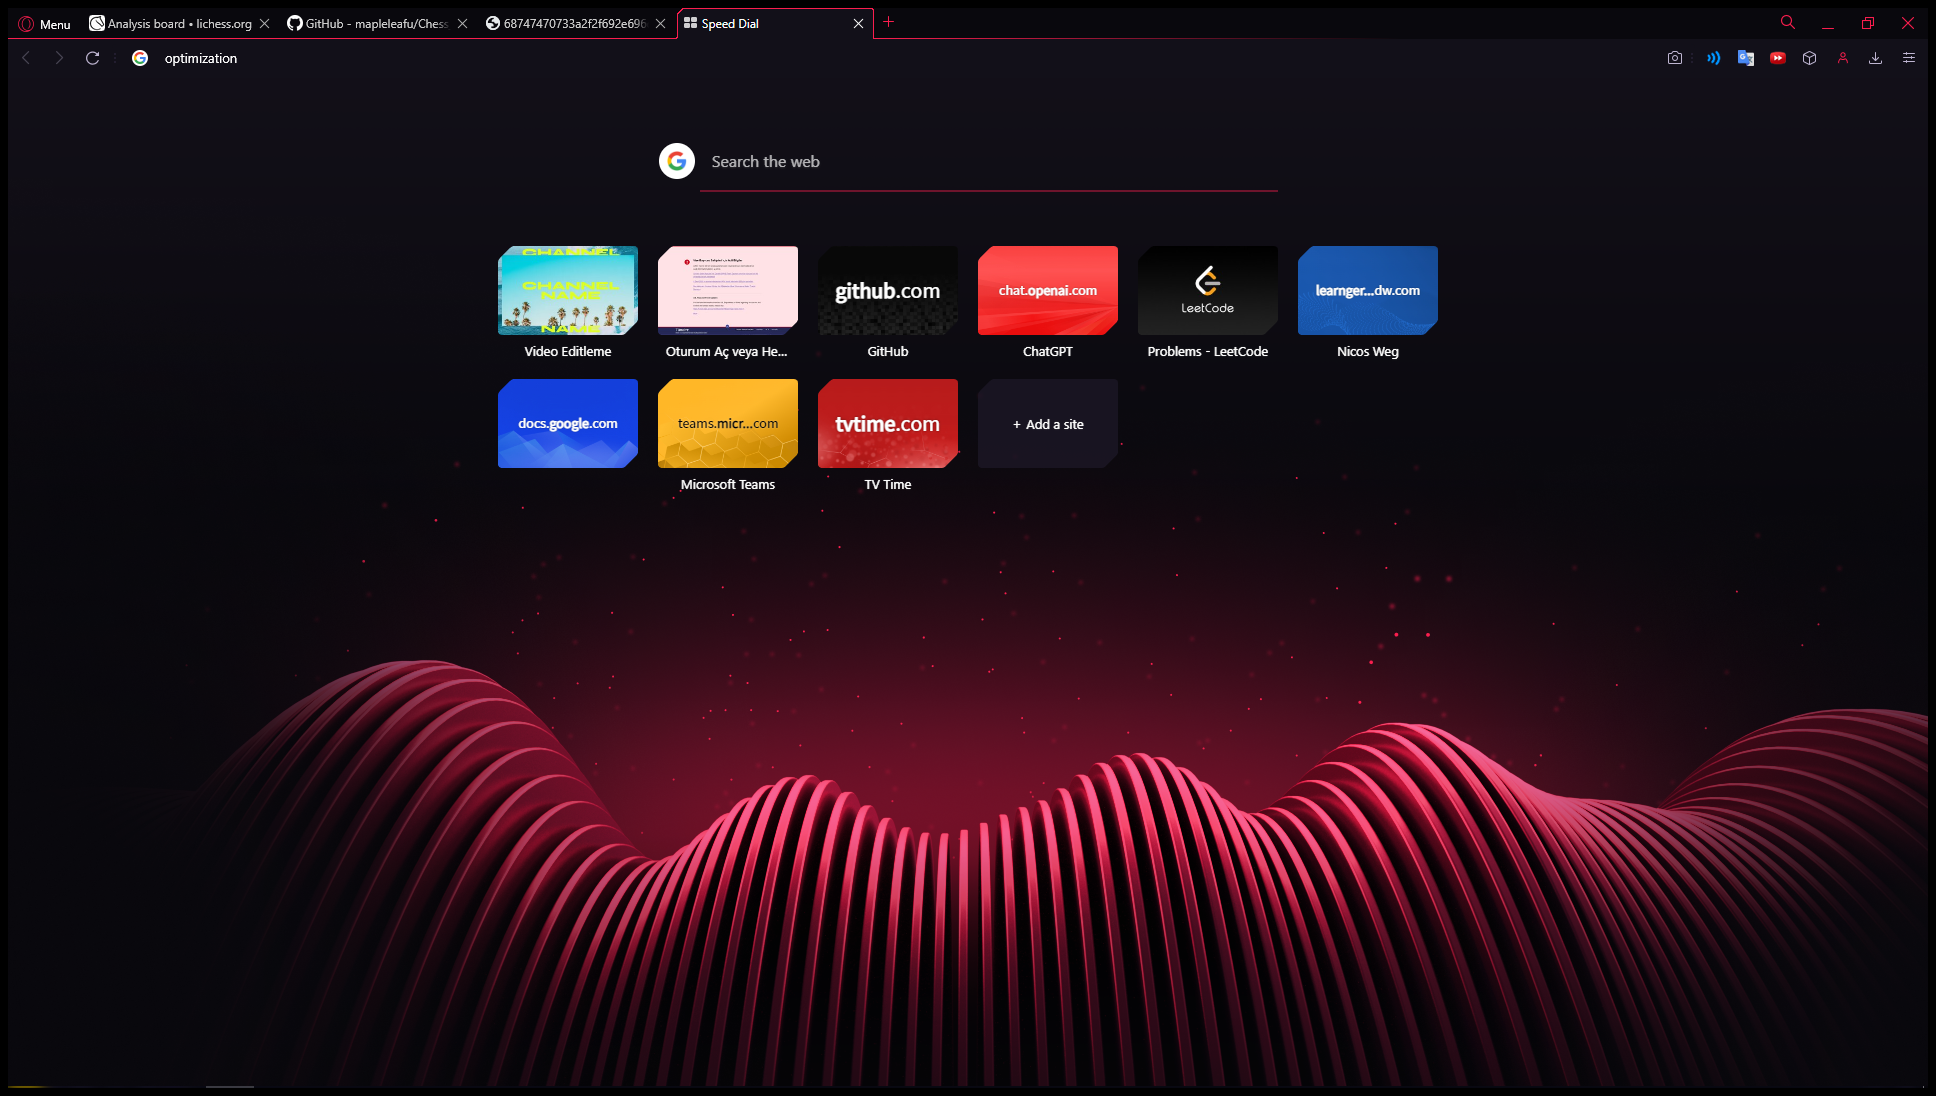 Menu
Analysis board • lichess.org
GitHub - mapleleafu/Chess
68747470733a2f2f692e696
Speed Dial
optimization
Search the web
CHANNEL
CHANNEL
NAME
NAME
github.com
chat.openai.com
LeetCode
learnger...dw.com
Video Editleme
Oturum Aç veya He...
GitHub
ChatGPT
Problems - LeetCode
Nicos Weg
docs.google.com
teams.micr...com
tvtime.com
+ Add a site
Microsoft Teams
TV Time